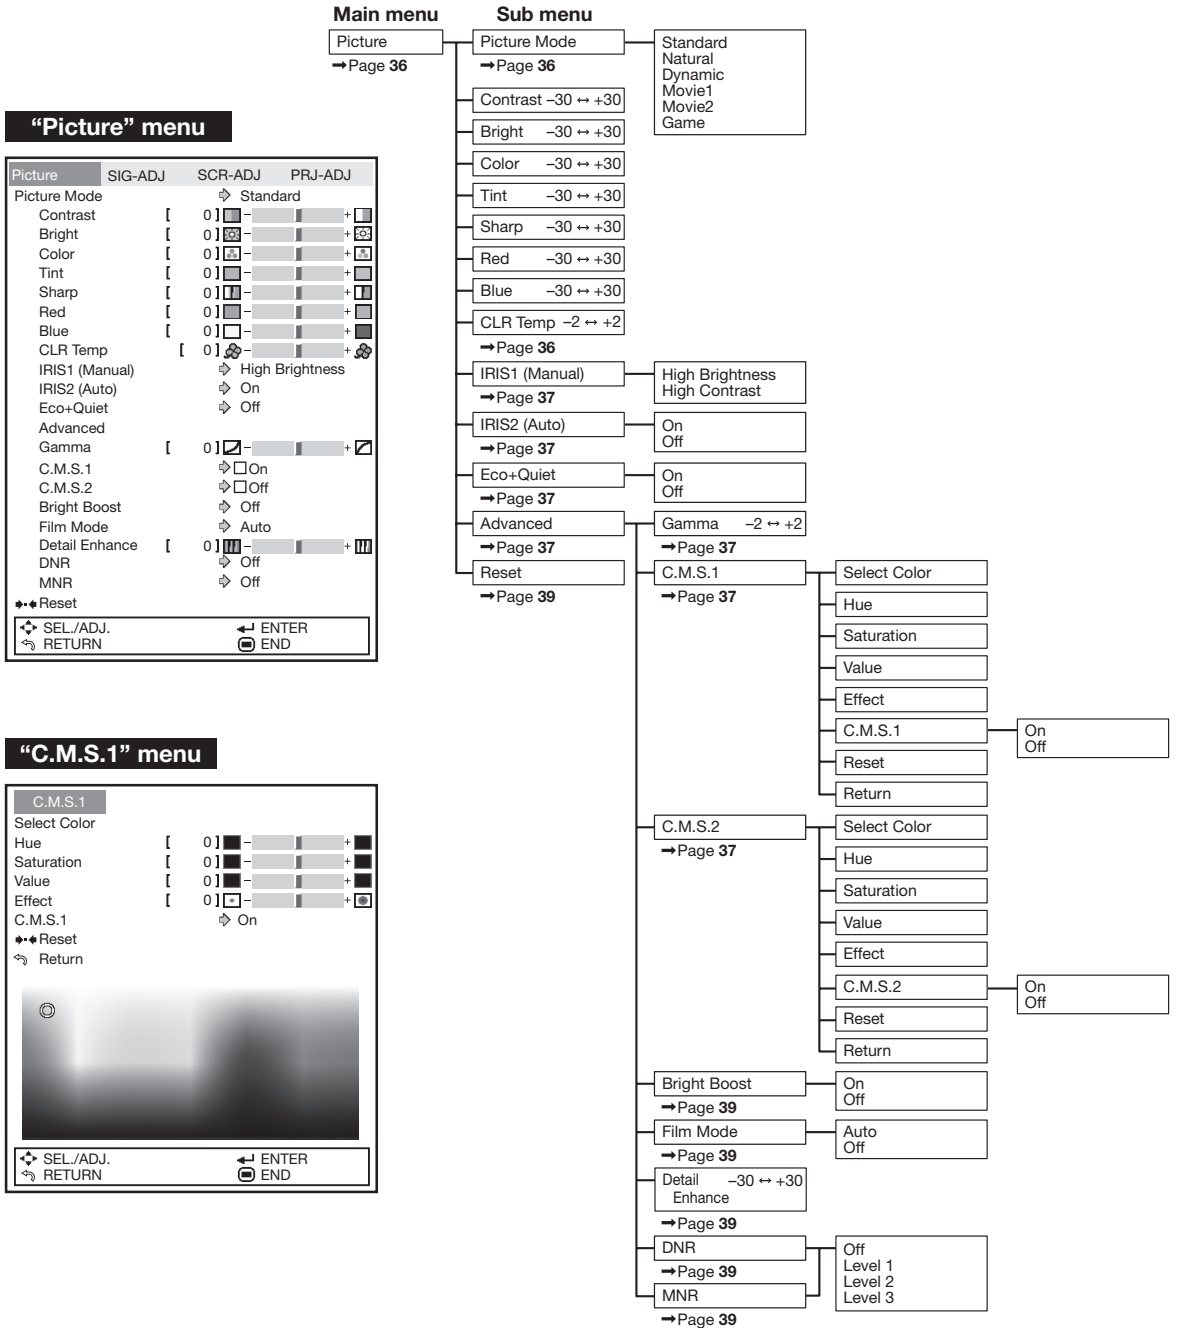 Main menu Sub menu
Picture
➞Page 36
Picture Mode
➞Page 36
Standard
Natural
Dynamic
Movie1
Movie2
Game
Contrast –30 ↔ +30
Bright –30 ↔ +30
Color –30 ↔ +30
Tint –30 ↔ +30
Sharp –30 ↔ +30
Red –30 ↔ +30
Blue –30 ↔ +30
CLR Temp –2 ↔ +2
➞Page 36
IRIS1 (Manual)
➞Page 37
High Brightness
High Contrast
IRIS2 (Auto)
➞Page 37
On
Off
Eco+Quiet
➞Page 37
On
Off
Advanced
➞Page 37
Reset
➞Page 39
Gamma –2 ↔ +2
➞Page 37
C.M.S.1
➞Page 37
Select Color
Hue
Saturation
Value
Effect
C.M.S.1
On
Off
Reset
Return
C.M.S.2
➞Page 37
Select Color
Hue
Saturation
Value
Effect
C.M.S.2
On
Off
Reset
Return
Bright Boost
➞Page 39
On
Off
Film Mode
➞Page 39
Auto
Off
Detail –30 ↔ +30
Enhance
➞Page 39
DNR
➞Page 39
MNR
➞Page 39
Off
Level 1
Level 2
Level 3
“Picture” menu
Picture SIG-ADJ SCR-ADJ PRJ-ADJ
Picture Mode Standard
Contrast [ 0 ] – +
Bright [ 0 ] – +
Color [ 0 ] – +
Tint [ 0 ] – +
Sharp [ 0 ] – +
Red [ 0 ] – +
Blue [ 0 ] – +
CLR Temp [ 0 ] – +
IRIS1 (Manual) High Brightness
IRIS2 (Auto) On
Eco+Quiet Off
Advanced
Gamma [ 0 ] – +
C.M.S.1 On
C.M.S.2 Off
Bright Boost Off
Film Mode Auto
Detail Enhance [ 0 ] – +
DNR Off
MNR Off
Reset
SEL./ADJ. ENTER
RETURN END
“C.M.S.1” menu
C.M.S.1
Select Color
Hue [ 0 ] – +
Saturation [ 0 ] – +
Value [ 0 ] – +
Effect [ 0 ] – +
C.M.S.1 On
Reset
Return
SEL./ADJ. ENTER
RETURN END